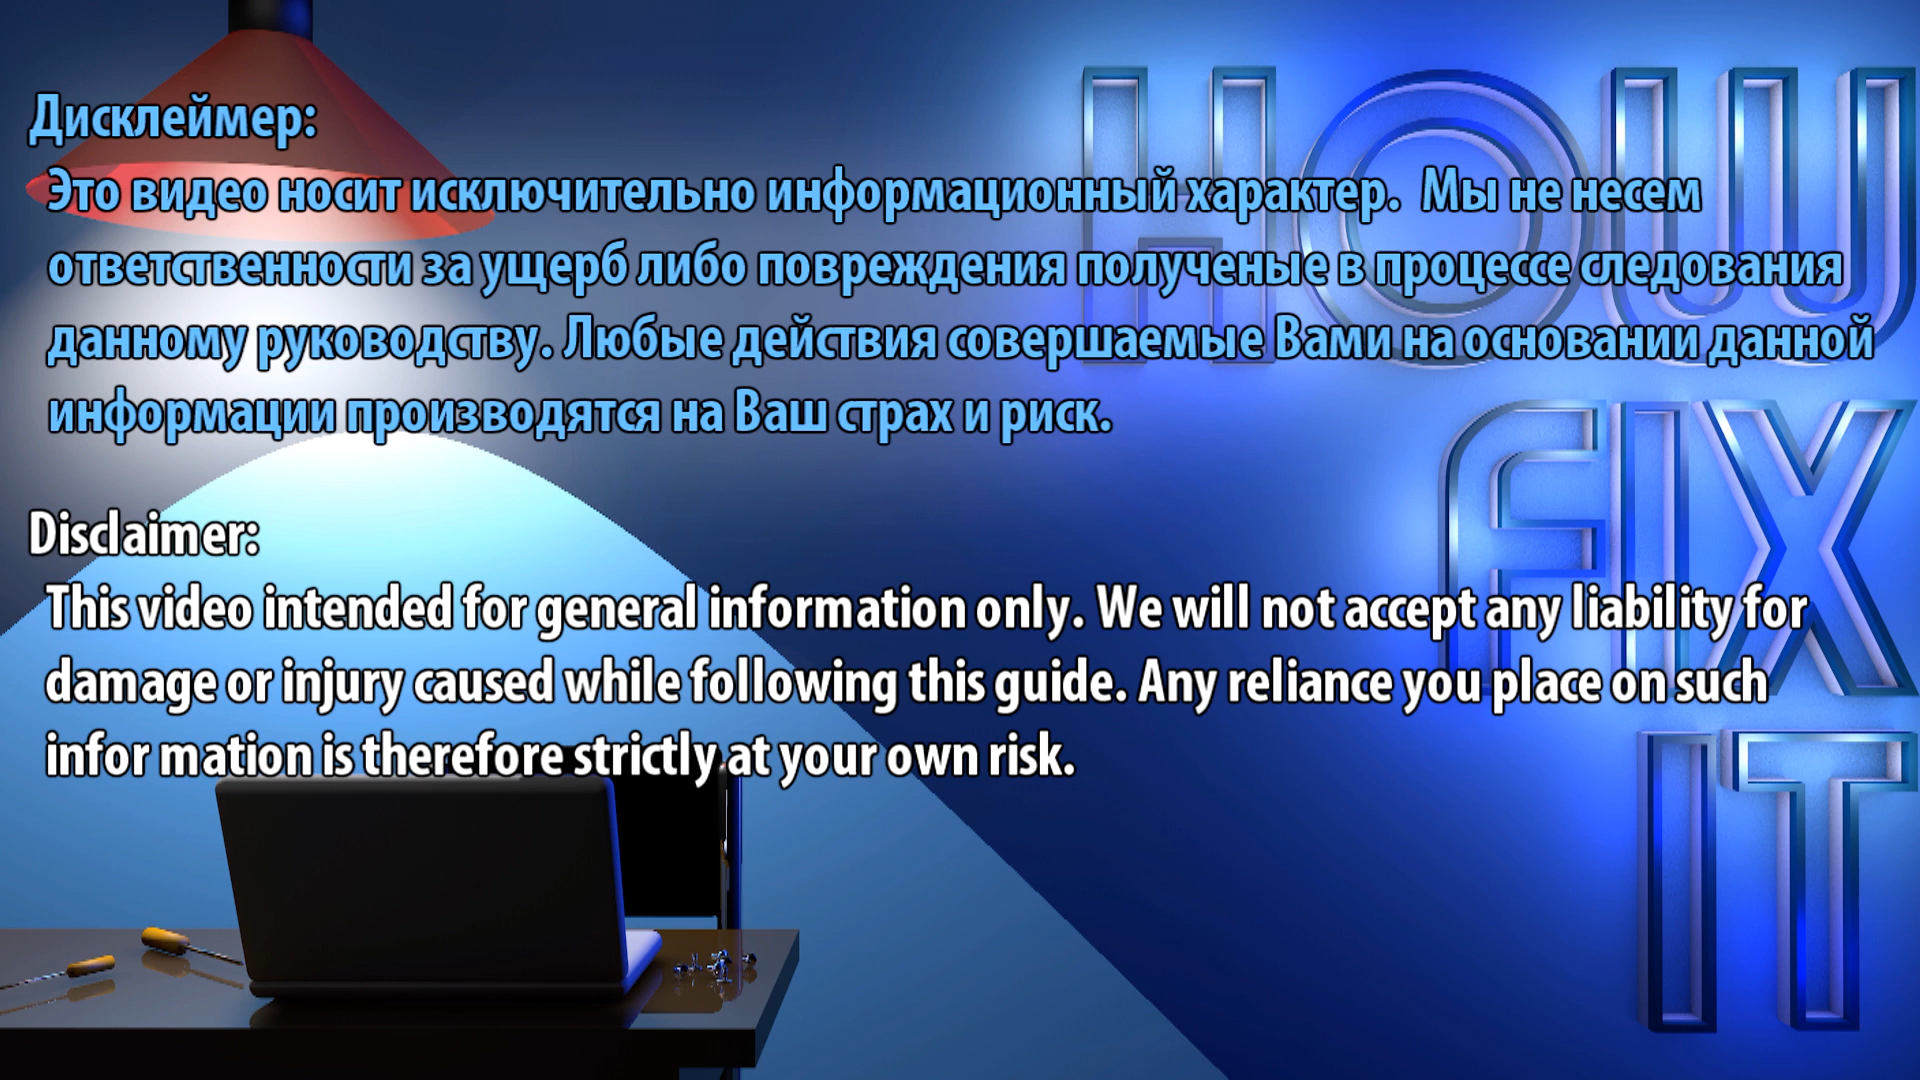 Дисклеймер:
Это видео носит исключительно информационный характер. Мы не несем
ответственности за ущерб либо повреждения полученые в процессе следования
данному руководству. Любые действия совершаемые Вами на основании данной
информации производятся на Ваш страх и риск.
Disclaimer:
This video intended for general information only. We will not accept any liability for
damage or injury caused while following this guide. Any reliance you place on such
infor mation is therefore strictly at your own risk.
HOW
FIX
IT